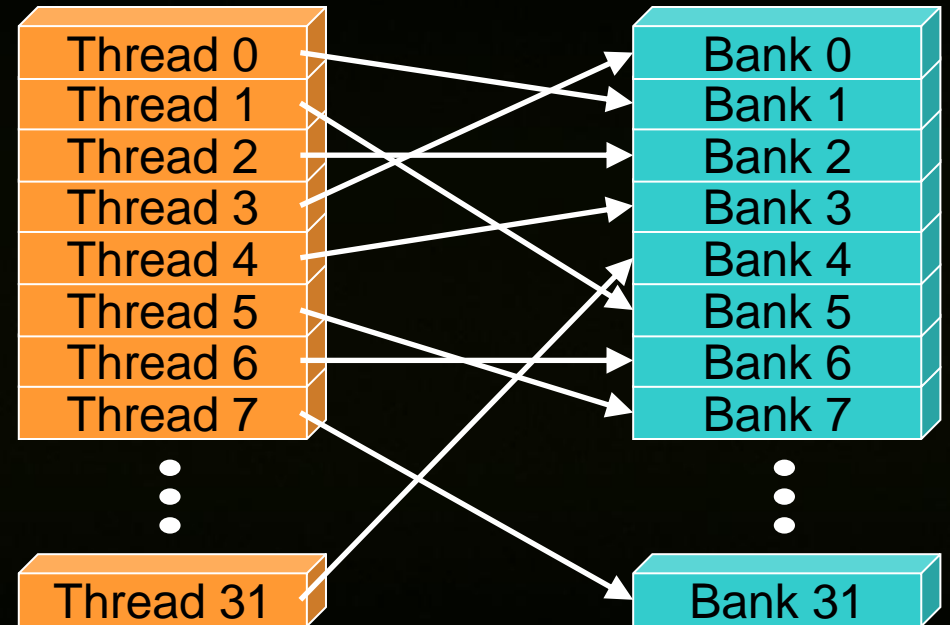 Thread 0
Thread 1
Thread 2
Thread 3
Thread 4
Thread 5
Thread 6
Thread 7
Thread 31
Bank 0
Bank 1
Bank 2
Bank 3
Bank 4
Bank 5
Bank 6
Bank 7
Bank 31